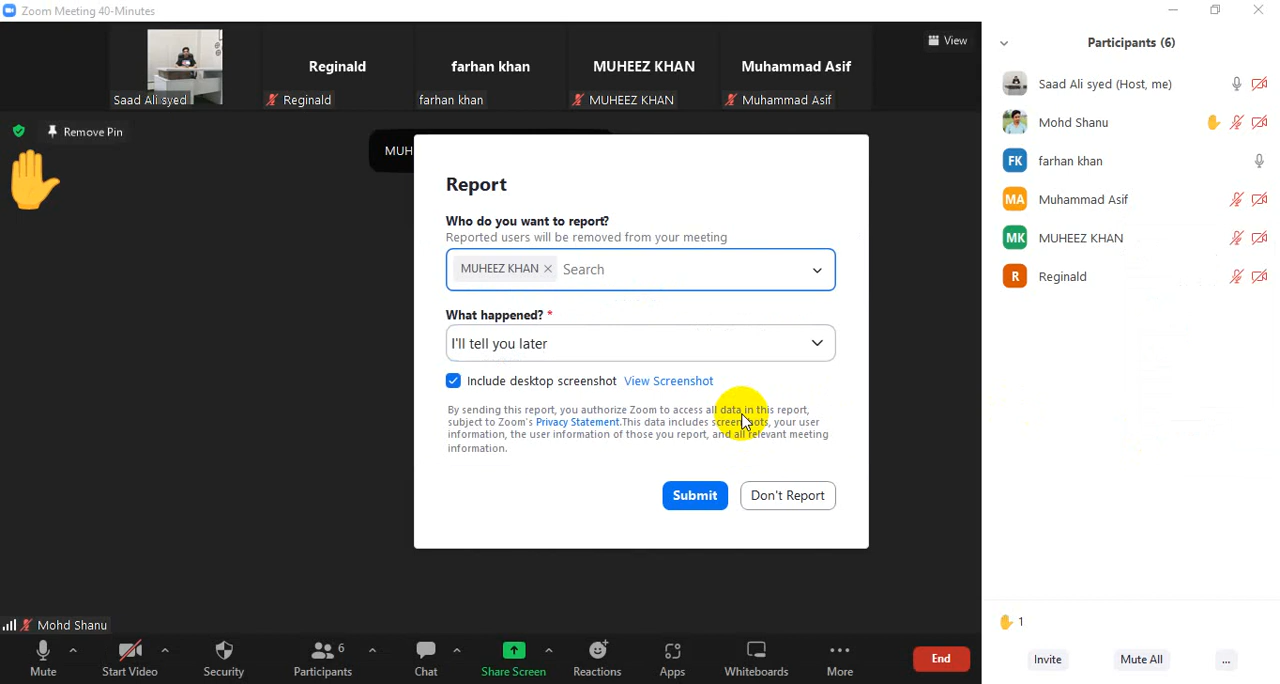 Zoom Meeting 40-Minutes
Reginald
farhan khan
MUHEEZ KHAN
Muhammad Asif
View
Saad Ali syed
Reginald
farhan khan
MUHEEZ KHAN
Muhammad Asif
Remove Pin
MUH
Report
Who do you want to report?
Reported users will be removed from your meeting
MUHEEZ KHAN
Search
What happened? *
I'll tell you later
Include desktop screenshot View Screenshot
By sending this report, you authorize Zoom to access all data in this report,
subject to Zoom's Privacy Statement.This data includes screenshots, your user
information, the user information of those you report, and all relevant meeting
information.
Submit
Don't Report
Mohd Shanu
Mute
Start Video
Security
6
Participants
Chat
Share Screen
Reactions
Apps
Whiteboards
More
End
Participants (6)
Saad Ali syed (Host, me)
Mohd Shanu
FK farhan khan
MA Muhammad Asif
MK MUHEEZ KHAN
R Reginald
1
Invite
Mute All
...